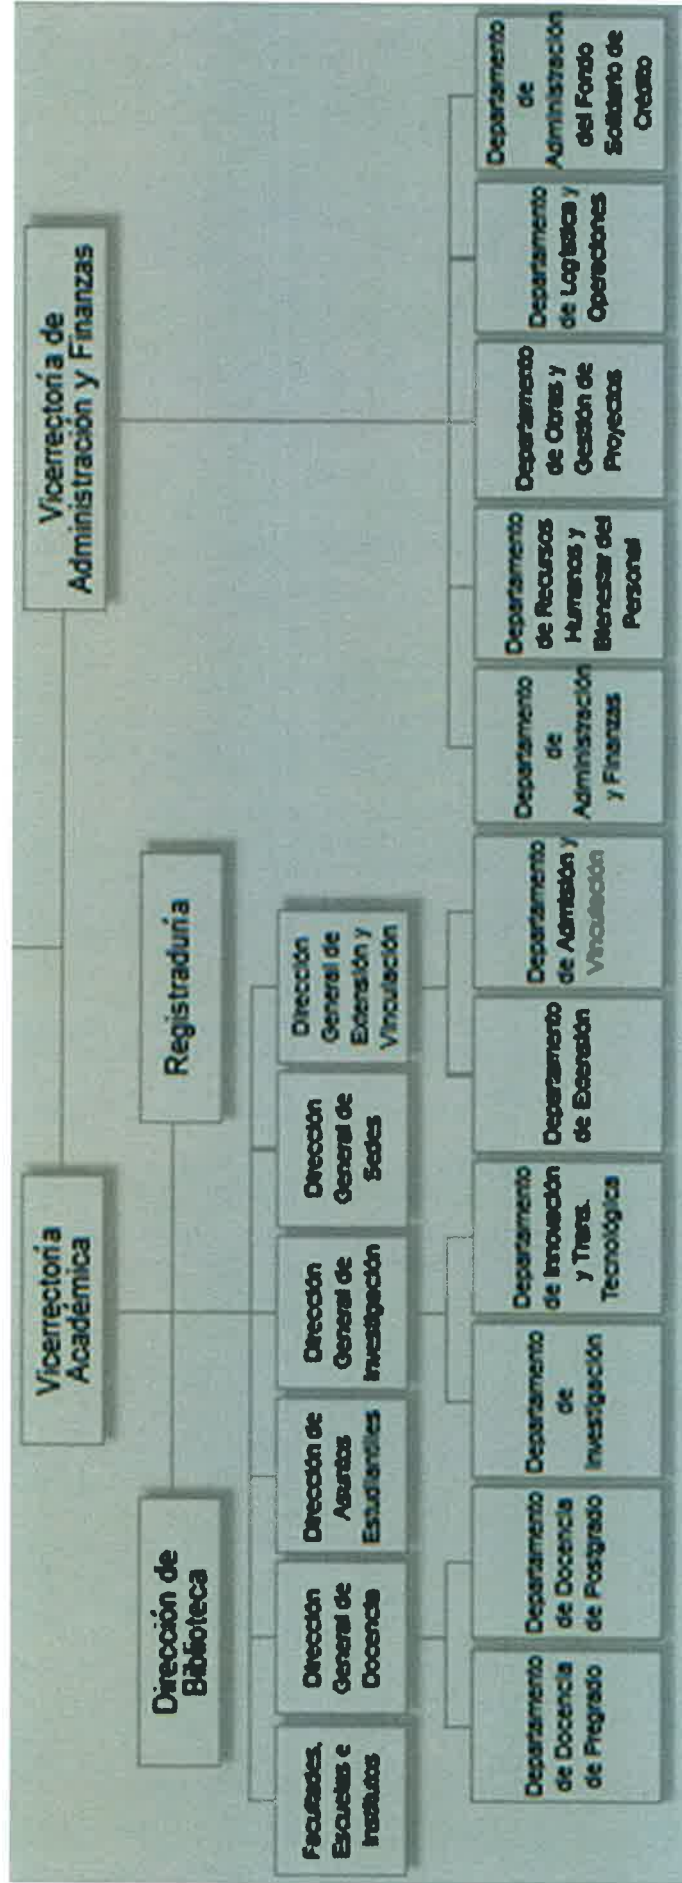 Vicerrectoría
Académica
Vicerrectoría de
Administración y Finanzas
Dirección de
Biblioteca
Registraduría
Facultades,
Escuelas e
Institutos
Dirección
General de
Docencia
Dirección de
Asuntos
Estudiantiles
Dirección
General de
Investigación
Dirección
General de
Sedes
Dirección
General de
Extensión y
Vinculación
Departamento
de Docencia
de Pregrado
Departamento
de Docencia
de Postgrado
Departamento
de
Investigación
Departamento
de Innovación
y Trans.
Tecnológica
Departamento
de Extensión
Departamento
de Admisión y
Vinculación
Departamento
de
Administración
y Finanzas
Departamento
de Recursos
Humanos y
Bienestar del
Personal
Departamento
de Obras y
Gestión de
Proyectos
Departamento
de Logística y
Operaciones
Departamento
de
Administración
del Fondo
Solidario de
Crédito